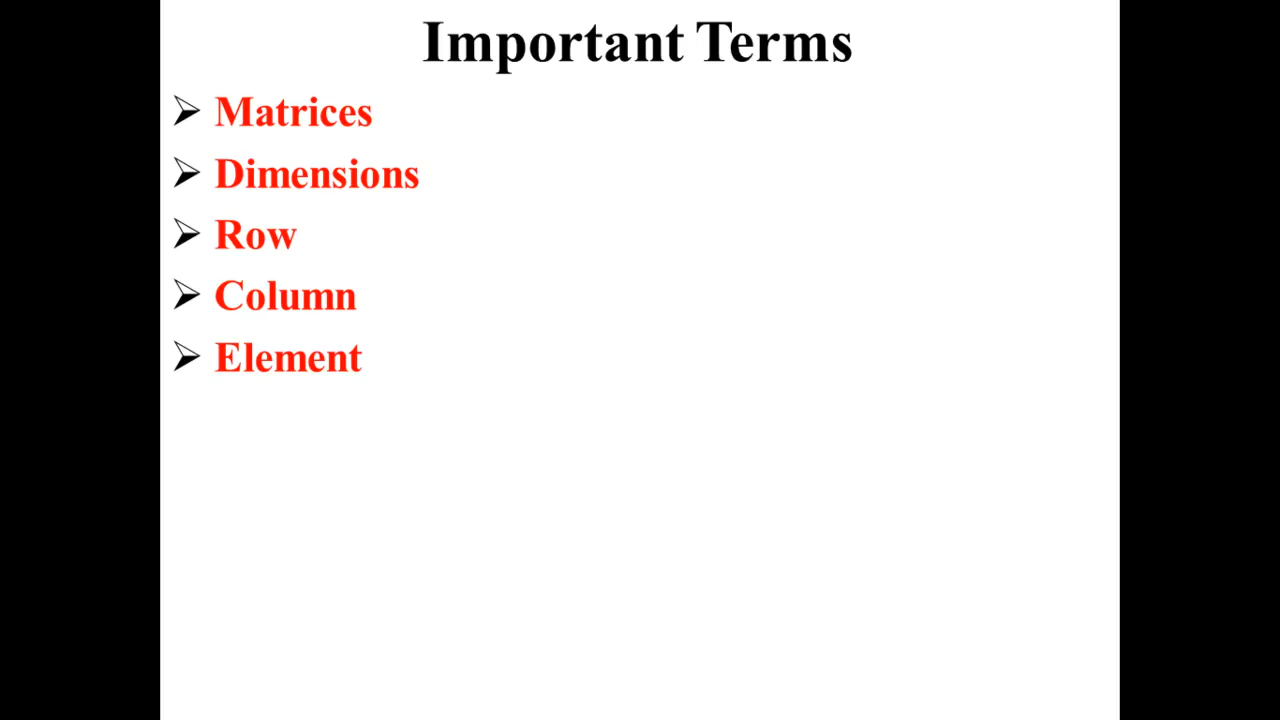 Important Terms
Matrices
Dimensions
Row
Column
Element